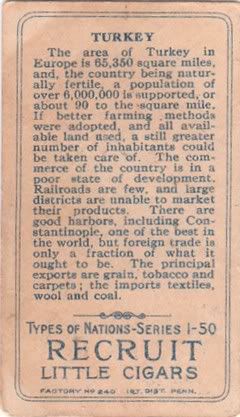 TURKEY
The area of Turkey in
Europe is 65,350 square miles,
and, the country being natur-
ally fertile, a population of
over 6,000,000 is supported, or
about 90 to the square mile.
If better farming methods
were adopted, and all avail-
able land used, a still greater
number of inhabitants could
be taken care of. The com-
merce of the country is in a
poor state of development.
Railroads are few, and large
districts are unable to market
their products. There are
good harbors, including Con-
stantinople, one of the best in
the world, but foreign trade is
only a fraction of what it
ought to be. The principal
exports are grain, tobacco and
carpets; the imports textiles,
wool and coal.
TYPES OF NATIONS-SERIES 1-50
RECRUIT
LITTLE CIGARS
FACTORY NO 240 1ST. DIST. PENN.